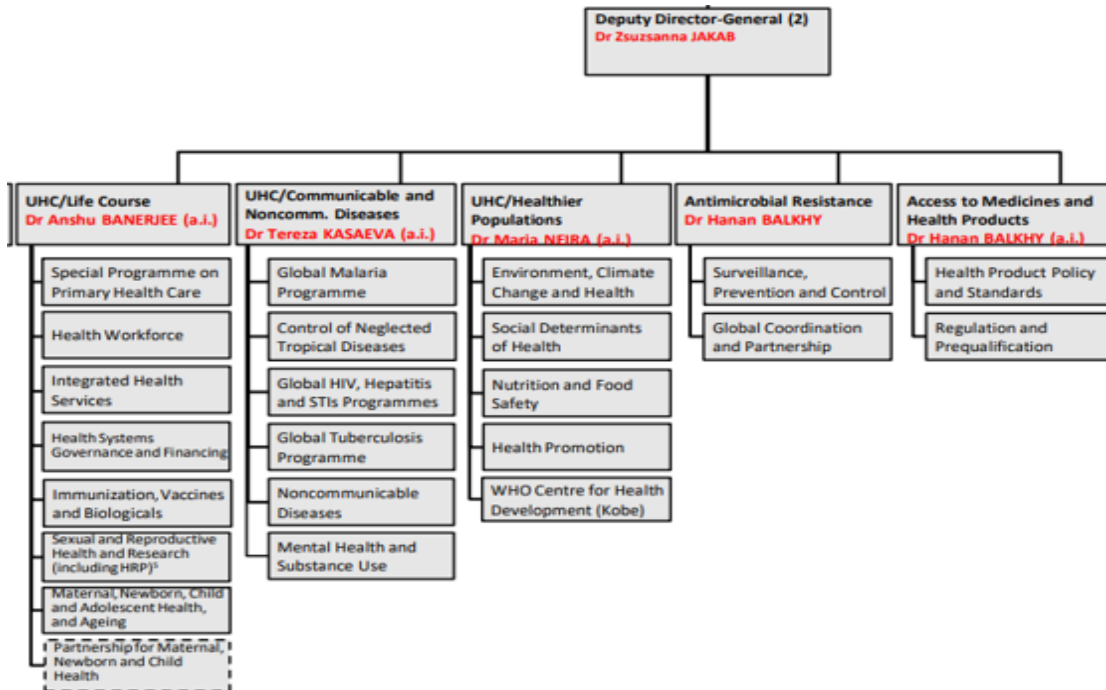 Deputy Director-General (2)
Dr Zsuzsanna JAKAB
UHC/Life Course
Dr Anshu BANERJEE (a.i.)
Special Programme on
Primary Health Care
Health Workforce
Integrated Health
Services
Health Systems
Governance and Financing
Immunization, Vaccines
and Biologicals
Sexual and Reproductive
Health and Research
(including HRP)⁵
Maternal, Newborn, Child
and Adolescent Health,
and Ageing
Partnership for Maternal,
Newborn and Child
Health
UHC/Communicable and
Noncomm. Diseases
Dr Tereza KASAEVA (a.i.)
Global Malaria
Programme
Control of Neglected
Tropical Diseases
Global HIV, Hepatitis
and STIs Programmes
Global Tuberculosis
Programme
Noncommunicable
Diseases
Mental Health and
Substance Use
UHC/Healthier
Populations
Dr Maria NEIRA (a.i.)
Environment, Climate
Change and Health
Social Determinants
of Health
Nutrition and Food
Safety
Health Promotion
WHO Centre for Health
Development (Kobe)
Antimicrobial Resistance
Dr Hanan BALKHY
Surveillance,
Prevention and Control
Global Coordination
and Partnership
Access to Medicines and
Health Products
Dr Hanan BALKHY (a.i.)
Health Product Policy
and Standards
Regulation and
Prequalification